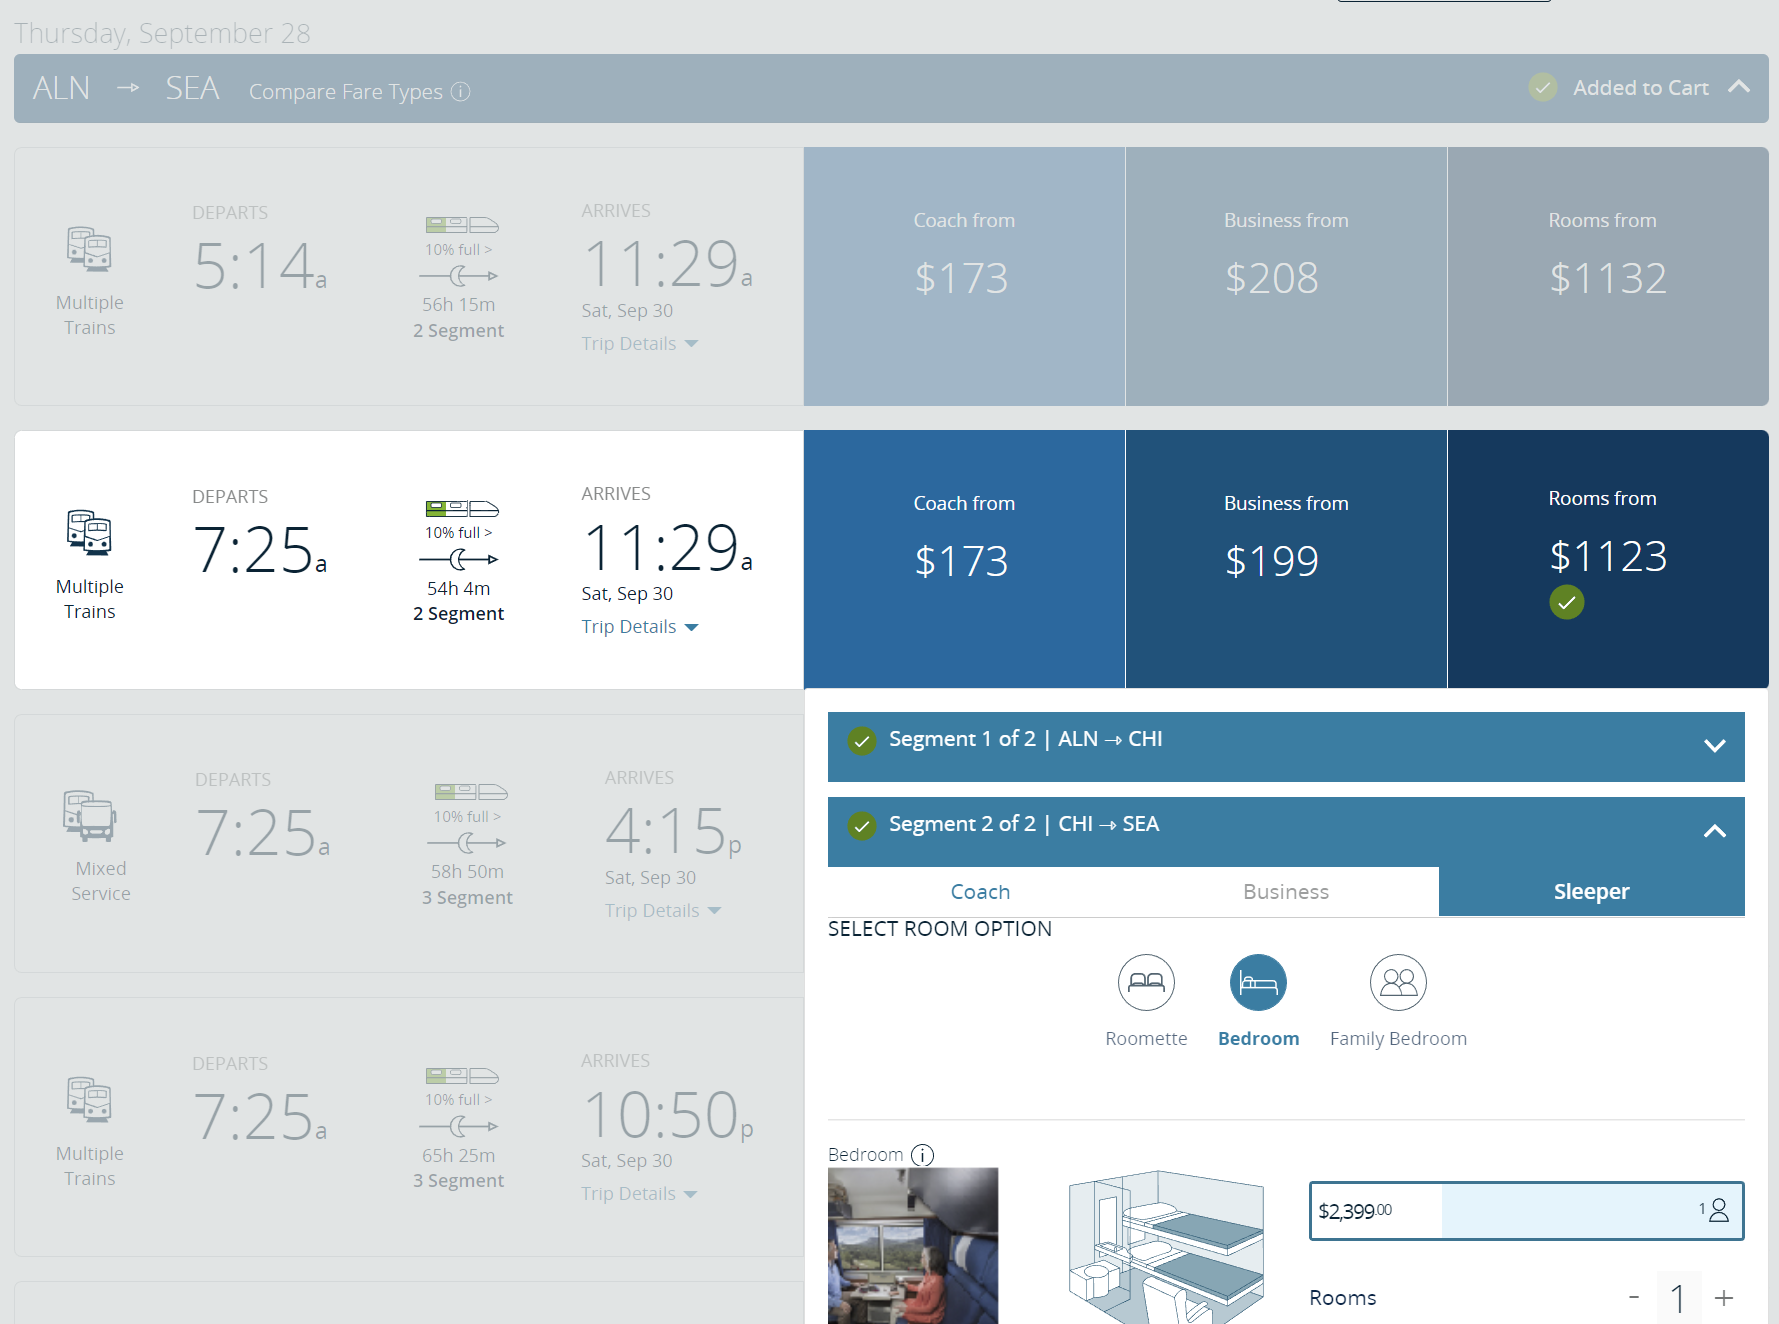 Thursday, September 28
ALN → SEA Compare Fare Types ⓘ
Added to Cart
Multiple
Trains
DEPARTS
5:14a
10% full >
56h 15m
2 Segment
ARRIVES
11:29a
Sat, Sep 30
Trip Details
Coach from
$173
Business from
$208
Rooms from
$1132
Multiple
Trains
DEPARTS
7:25a
10% full >
54h 4m
2 Segment
ARRIVES
11:29a
Sat, Sep 30
Trip Details
Coach from
$173
Business from
$199
Rooms from
$1123
Mixed
Service
DEPARTS
7:25a
10% full >
58h 50m
3 Segment
ARRIVES
4:15p
Sat, Sep 30
Trip Details
Multiple
Trains
DEPARTS
7:25a
10% full >
65h 25m
3 Segment
ARRIVES
10:50p
Sat, Sep 30
Trip Details
Segment 1 of 2 | ALN → CHI
Segment 2 of 2 | CHI → SEA
Coach
Business
Sleeper
SELECT ROOM OPTION
Roomette
Bedroom
Family Bedroom
Bedroom ⓘ
$2,399.00
1
Rooms
- 1 +